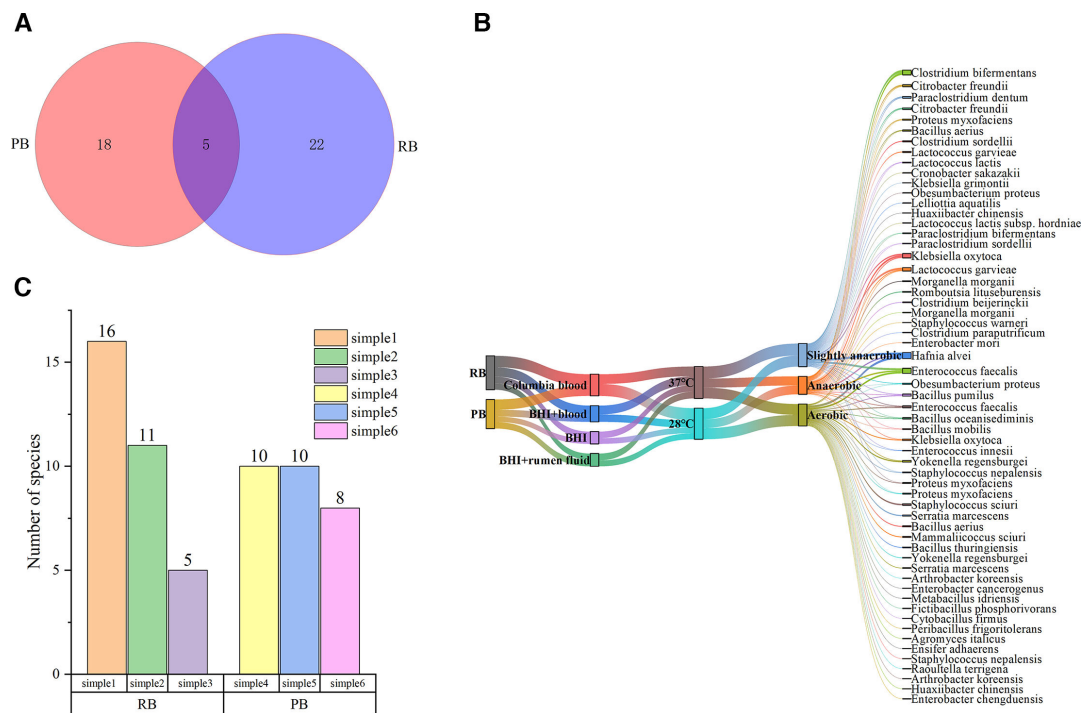 A
PB
18
5
22
RB
B
RB
PB
Columbia blood
BHI+blood
BHI
BHI+rumen fluid
37°C
28°C
Slightly anaerobic
Anaerobic
Aerobic
Clostridium bifermentans
Citrobacter freundii
Paraclostridium dentum
Citrobacter freundii
Proteus myxofaciens
Bacillus aerius
Clostridium sordellii
Lactococcus garvieae
Lactococcus lactis
Cronobacter sakazakii
Klebsiella grimontii
Obesumbacterium proteus
Lelliottia aquatilis
Huaxiibacter chinensis
Lactococcus lactis subsp. hordniae
Paraclostridium bifermentans
Paraclostridium sordellii
Klebsiella oxytoca
Lactococcus garvieae
Morganella morganii
Romboutsia lituseburensis
Clostridium beijerinckii
Morganella morganii
Staphylococcus warneri
Clostridium paraputrificum
Enterobacter mori
Hafnia alvei
Enterococcus faecalis
Obesumbacterium proteus
Bacillus pumilus
Enterococcus faecalis
Bacillus oceanisediminis
Bacillus mobilis
Klebsiella oxytoca
Enterococcus innesii
Yokenella regensburgei
Staphylococcus nepalensis
Proteus myxofaciens
Proteus myxofaciens
Staphylococcus sciuri
Serratia marcescens
Bacillus aerius
Mammaliicoccus sciuri
Bacillus thuringiensis
Yokenella regensburgei
Serratia marcescens
Arthrobacter koreensis
Enterobacter cancerogenus
Metabacillus idriensis
Fictibacillus phosphorivorans
Cytobacillus firmus
Peribacillus frigoritolerans
Agromyces italicus
Ensifer adhaerens
Staphylococcus nepalensis
Raoultella terrigena
Arthrobacter koreensis
Huaxiibacter chinensis
Enterobacter chengduensis
C
Number of species
15
10
5
0
16
11
5
10
10
8
simple1
simple2
simple3
simple4
simple5
simple6
simple1
simple2
simple3
simple4
simple5
simple6
RB
PB